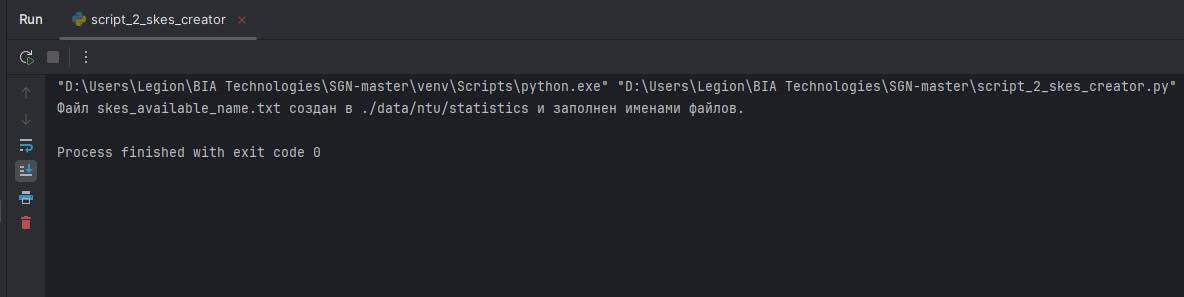 Run script_2_skes_creator ×
"D:\Users\Legion\BIA Technologies\SGN-master\venv\Scripts\python.exe" "D:\Users\Legion\BIA Technologies\SGN-master\script_2_skes_creator.py"
Файл skes_available_name.txt создан в ./data/ntu/statistics и заполнен именами файлов.
Process finished with exit code 0